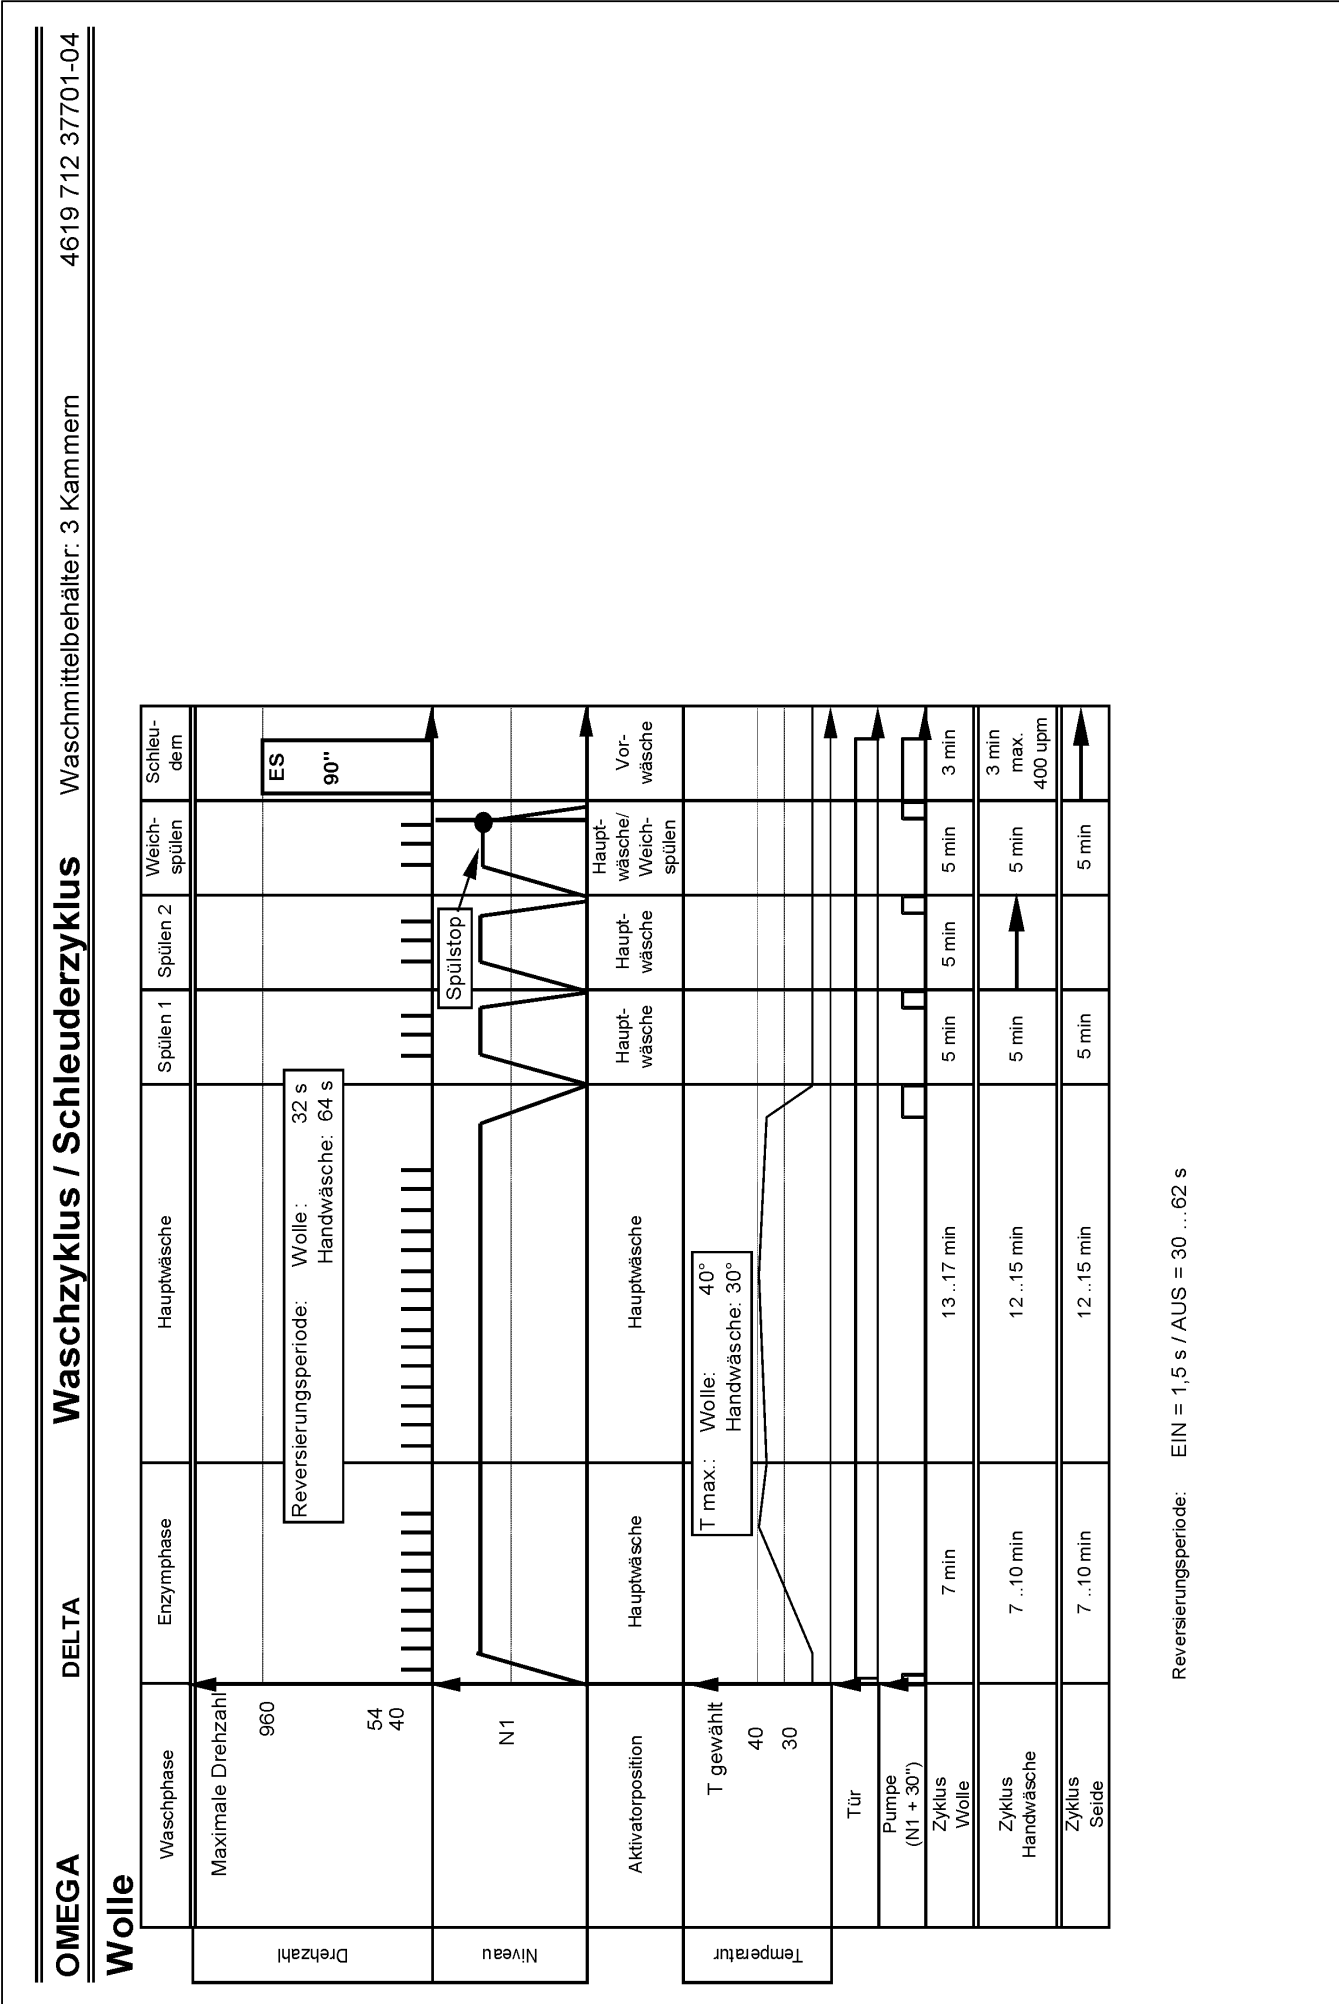 OMEGA DELTA Waschzyklus / Schleuderzyklus Waschmittelbehälter: 3 Kammern 4619 712 37701-04
Wolle
Waschphase Enzymphase Hauptwäsche Spülen 1 Spülen 2 Weich-
spülen Schleu-
dern
Drehzahl
Maximale Drehzahl
960
54
40
Reversierungsperiode: Wolle: 32 s
Handwäsche: 64 s
ES
90"
Niveau
N1
Spülstop
Aktivatorposition Hauptwäsche Hauptwäsche Haupt-
wäsche Haupt-
wäsche Haupt-
wäsche/
Weich-
spülen Vor-
wäsche
Temperatur
T gewählt
40
30
T max.: Wolle: 40°
Handwäsche: 30°
Tür
Pumpe
(N1 + 30")
Zyklus
Wolle 7 min 13 ..17 min 5 min 5 min 5 min 3 min
Zyklus
Handwäsche 7 ..10 min 12 ..15 min 5 min 5 min 3 min
max.
400 upm
Zyklus
Seide 7 ..10 min 12 ..15 min 5 min 5 min
Reversierungsperiode: EIN = 1,5 s / AUS = 30 ...62 s